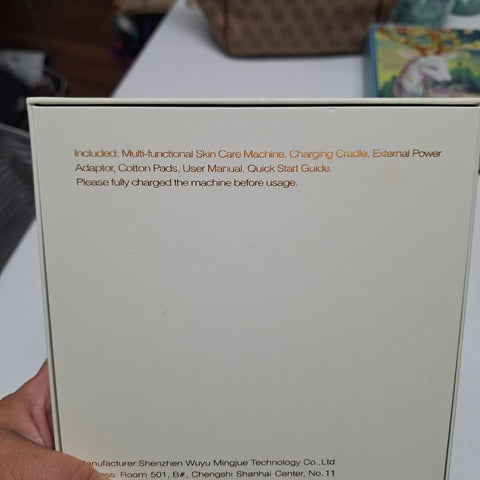 Included: Multi-functional Skin Care Machine, Charging Cradle, External Power
Adaptor, Cotton Pads, User Manual, Quick Start Guide.
Please fully charged the machine before usage.
Manufacturer:Shenzhen Wuyu Mingjue Technology Co.,Ltd
Room 501, B#, Chengshi Shanhai Center, No. 11